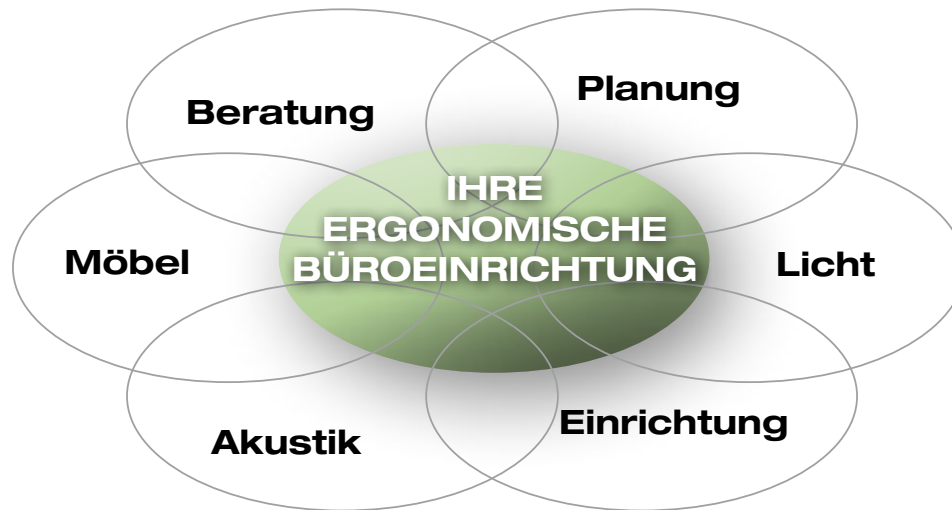 Beratung
Planung
IHRE
ERGONOMISCHE
BÜROEINRICHTUNG
Möbel
Licht
Akustik
Einrichtung